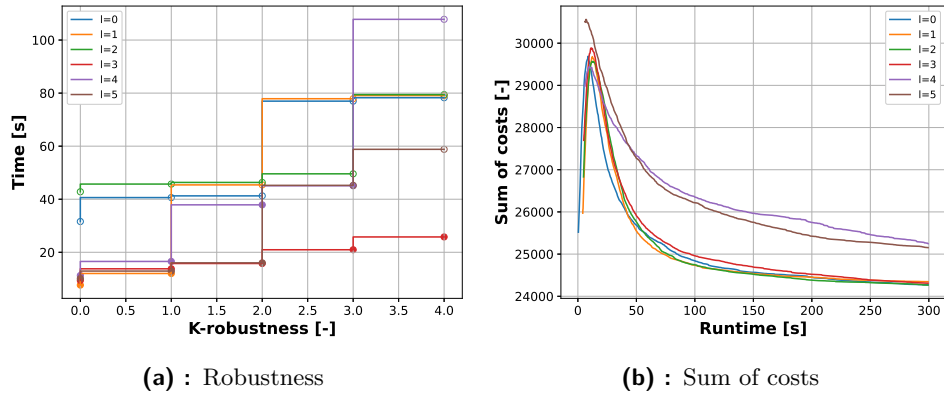 l=0
l=1
l=2
l=3
l=4
l=5
100
80
60
40
20
0.0 0.5 1.0 1.5 2.0 2.5 3.0 3.5 4.0
Time [s]
K-robustness [-]
(a) : Robustness
l=0
l=1
l=2
l=3
l=4
l=5
30000
29000
28000
27000
26000
25000
24000
0 50 100 150 200 250 300
Sum of costs [-]
Runtime [s]
(b) : Sum of costs